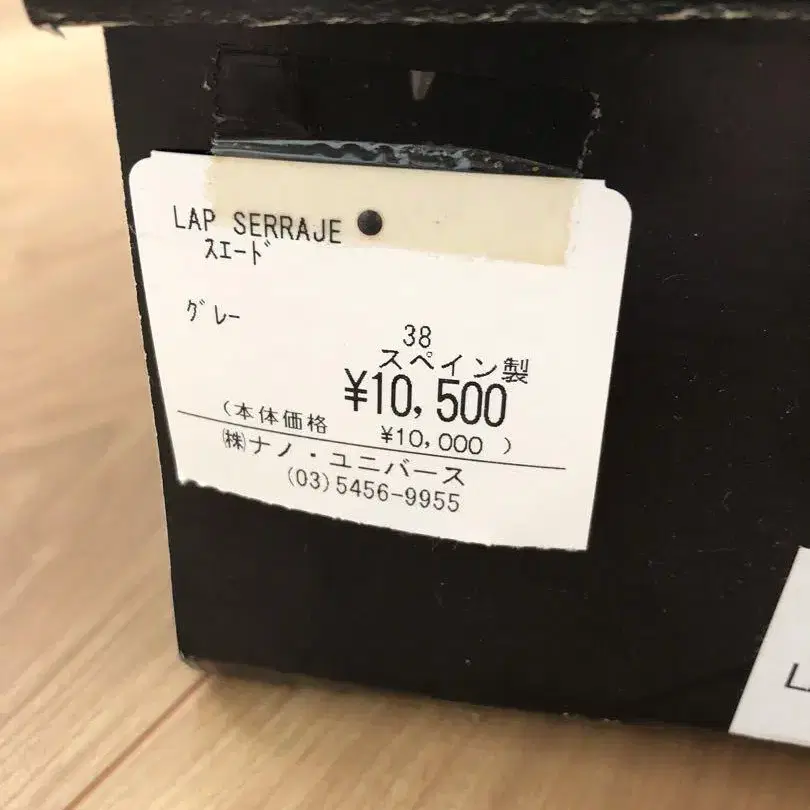 LAP SERRAJE
スエード
グレー
38
スペイン製
¥10,500
(本体価格 ¥10,000 )
㈱ナノ・ユニバース
(03)5456-9955